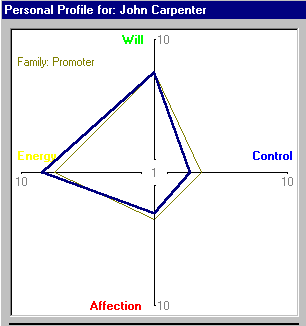 Personal Profile for: John Carpenter
Will 10
Family: Promoter
Energy Control
10 1 10
Affection 10